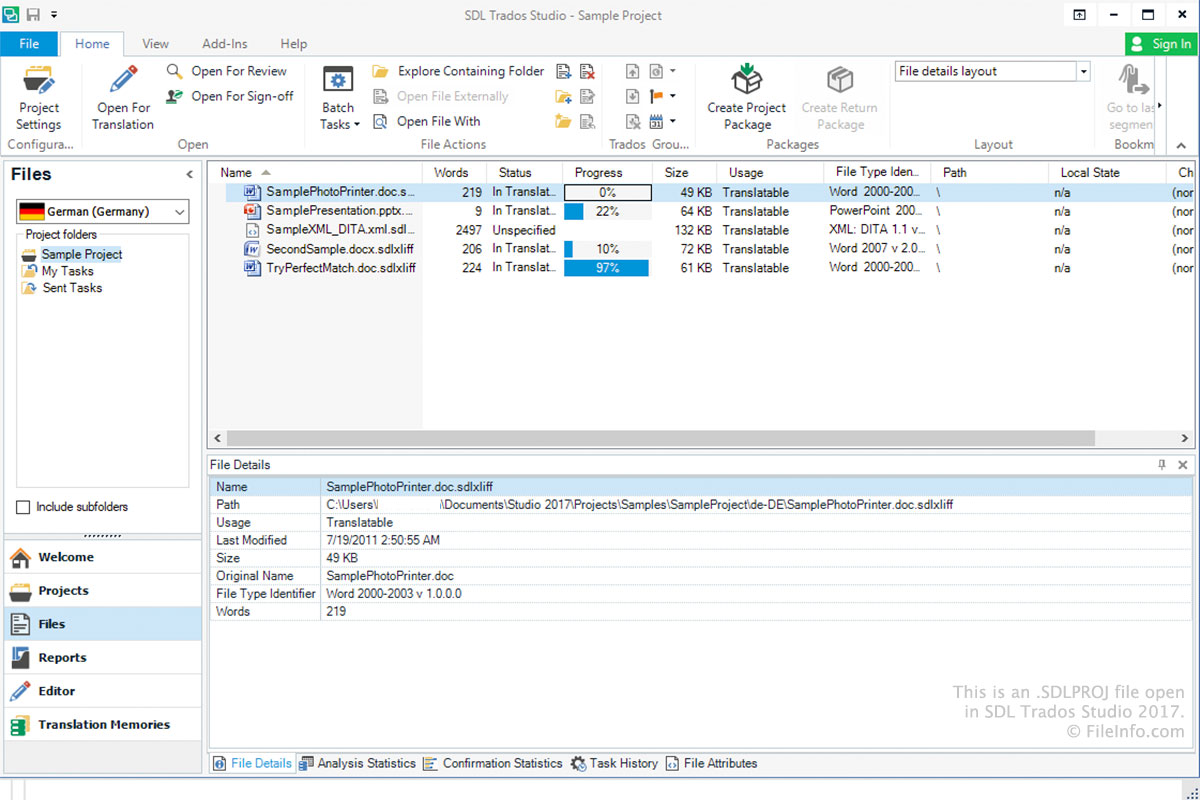 SDL Trados Studio - Sample Project
File Home View Add-Ins Help Sign In
Project Settings
Open For Translation
Open For Review
Open For Sign-off
Batch Tasks
Explore Containing Folder
Open File Externally
Open File With
Create Project Package
Create Return Package
File details layout
Go to las
segmen
Configura... Open File Actions Trados Grou... Packages Layout Bookm
Files
German (Germany)
Project folders
Sample Project
My Tasks
Sent Tasks
Include subfolders
Welcome
Projects
Files
Reports
Editor
Translation Memories
Name Words Status Progress Size Usage File Type Iden... Path Local State Ch
SamplePhotoPrinter.doc.s... 219 In Translat... 0% 49 KB Translatable Word 2000-200... \ n/a (nor
SamplePresentation.pptx.... 9 In Translat... 22% 64 KB Translatable PowerPoint 200... \ n/a (nor
SampleXML_DITA.xml.sdl... 2497 Unspecified 132 KB Translatable XML: DITA 1.1 v... \ n/a (nor
SecondSample.docx.sdlxliff 206 In Translat... 10% 72 KB Translatable Word 2007 v 2.0... \ n/a (nor
TryPerfectMatch.doc.sdlxliff 224 In Translat... 97% 61 KB Translatable Word 2000-200... \ n/a (nor
File Details
Name SamplePhotoPrinter.doc.sdlxliff
Path C:\Users\ \Documents\Studio 2017\Projects\Samples\SampleProject\de-DE\SamplePhotoPrinter.doc.sdlxliff
Usage Translatable
Last Modified 7/19/2011 2:50:55 AM
Size 49 KB
Original Name SamplePhotoPrinter.doc
File Type Identifier Word 2000-2003 v 1.0.0.0
Words 219
This is an .SDLPROJ file open
in SDL Trados Studio 2017.
© FileInfo.com
File Details Analysis Statistics Confirmation Statistics Task History File Attributes